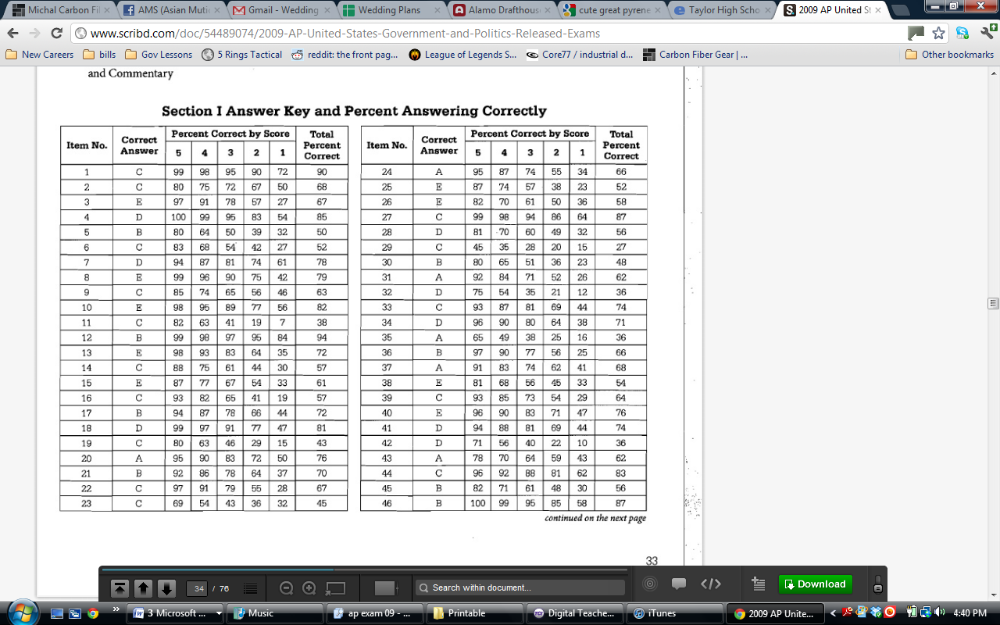 Michal Carbon Fil
AMS (Asian Mutic
Gmail - Wedding
Wedding Plans
Alamo Drafthous
cute great pyrene
Taylor High Scho
2009 AP United St
www.scribd.com/doc/54489074/2009-AP-United-States-Government-and-Politics-Released-Exams
New Careers bills Gov Lessons 5 Rings Tactical reddit: the front pag... League of Legends S... Core77 / industrial d... Carbon Fiber Gear | ... Other bookmarks
and Commentary
Section I Answer Key and Percent Answering Correctly
Item No. Correct Answer Percent Correct by Score 5 4 3 2 1 Total Percent Correct
1 C 99 98 95 90 72 90
2 C 80 75 72 67 50 68
3 E 97 91 78 57 27 67
4 D 100 99 95 83 54 85
5 B 80 64 50 39 32 50
6 C 83 68 54 42 27 52
7 D 94 87 81 74 61 78
8 E 99 96 90 75 42 79
9 C 85 74 65 56 46 63
10 E 98 95 89 77 56 82
11 C 82 63 41 19 7 38
12 B 99 98 97 95 84 94
13 E 98 93 83 64 35 72
14 C 88 75 61 44 30 57
15 E 87 77 67 54 33 61
16 C 93 82 65 41 19 57
17 B 94 87 78 66 44 72
18 D 99 97 91 77 47 81
19 C 80 63 46 29 15 43
20 A 95 90 83 72 50 76
21 B 92 86 78 64 37 70
22 C 97 91 79 55 28 67
23 C 69 54 43 36 32 45
Item No. Correct Answer Percent Correct by Score 5 4 3 2 1 Total Percent Correct
24 A 95 87 74 55 34 66
25 E 87 74 57 38 23 52
26 E 82 70 61 50 36 58
27 C 99 98 94 86 64 87
28 D 81 70 60 49 32 56
29 C 45 35 28 20 15 27
30 B 80 65 51 36 23 48
31 A 92 84 71 52 26 62
32 D 75 54 35 21 12 36
33 C 93 87 81 69 44 74
34 D 96 90 80 64 38 71
35 A 65 49 38 25 16 36
36 B 97 90 77 56 25 66
37 A 91 83 74 62 41 68
38 E 81 68 56 45 33 54
39 C 93 85 73 54 29 64
40 E 96 90 83 71 47 76
41 D 94 88 81 69 44 74
42 D 71 56 40 22 10 36
43 A 78 70 64 59 43 62
44 C 96 92 88 81 62 83
45 B 82 71 61 48 30 56
46 B 100 99 95 85 58 87
continued on the next page
33
34 / 76 Search within document... Download
3 Microsoft ... Music ap exam 09 - ... Printable Digital Teache... iTunes 2009 AP Unite... 4:40 PM